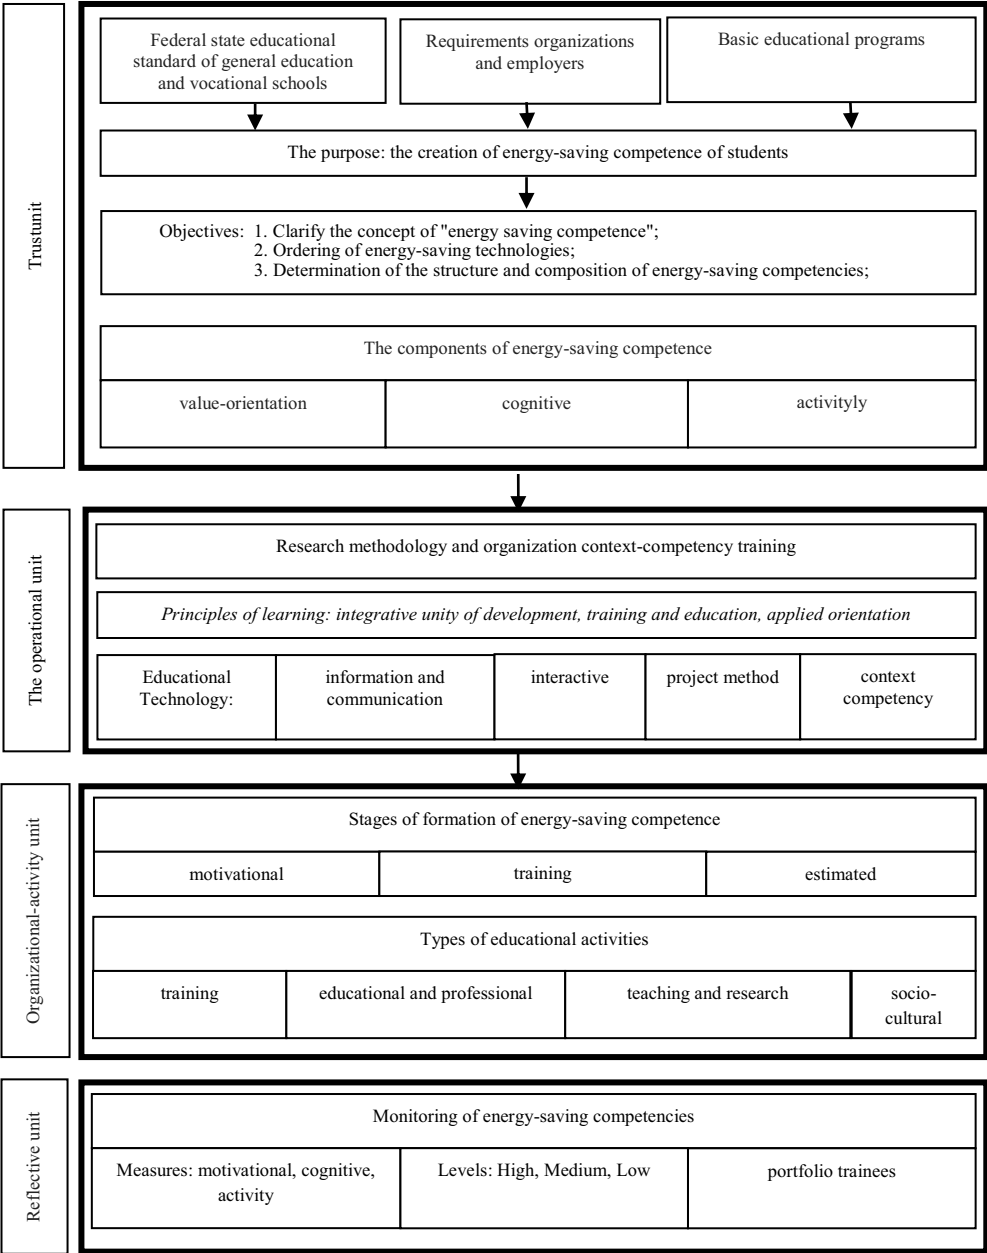 Trustunit
Federal state educational
standard of general education
and vocational schools
Requirements organizations
and employers
Basic educational programs
The purpose: the creation of energy-saving competence of students
Objectives: 1. Clarify the concept of "energy saving competence";
2. Ordering of energy-saving technologies;
3. Determination of the structure and composition of energy-saving competencies;
The components of energy-saving competence
value-orientation
cognitive
activityly
The operational unit
Research methodology and organization context-competency training
Principles of learning: integrative unity of development, training and education, applied orientation
Educational
Technology:
information and
communication
interactive
project method
context
competency
Organizational-activity unit
Stages of formation of energy-saving competence
motivational
training
estimated
Types of educational activities
training
educational and professional
teaching and research
socio-
cultural
Reflective unit
Monitoring of energy-saving competencies
Measures: motivational, cognitive,
activity
Levels: High, Medium, Low
portfolio trainees